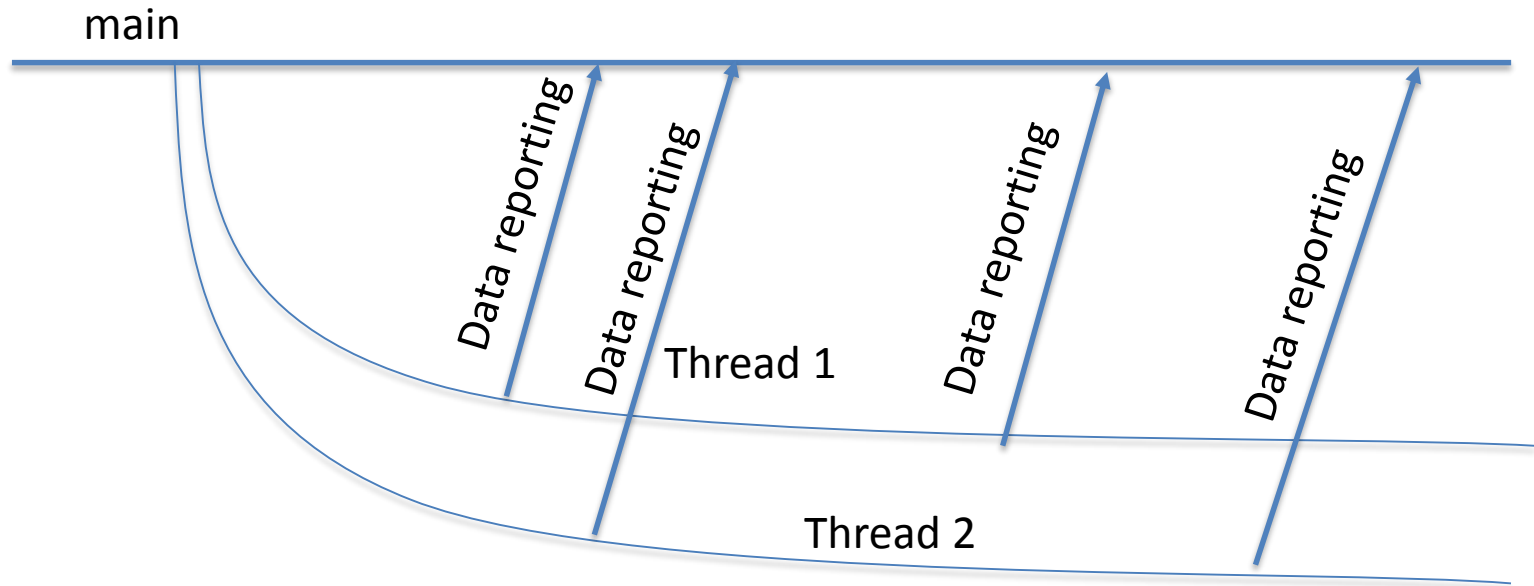 main
Data reporting
Data reporting
Data reporting
Data reporting
Thread 1
Thread 2